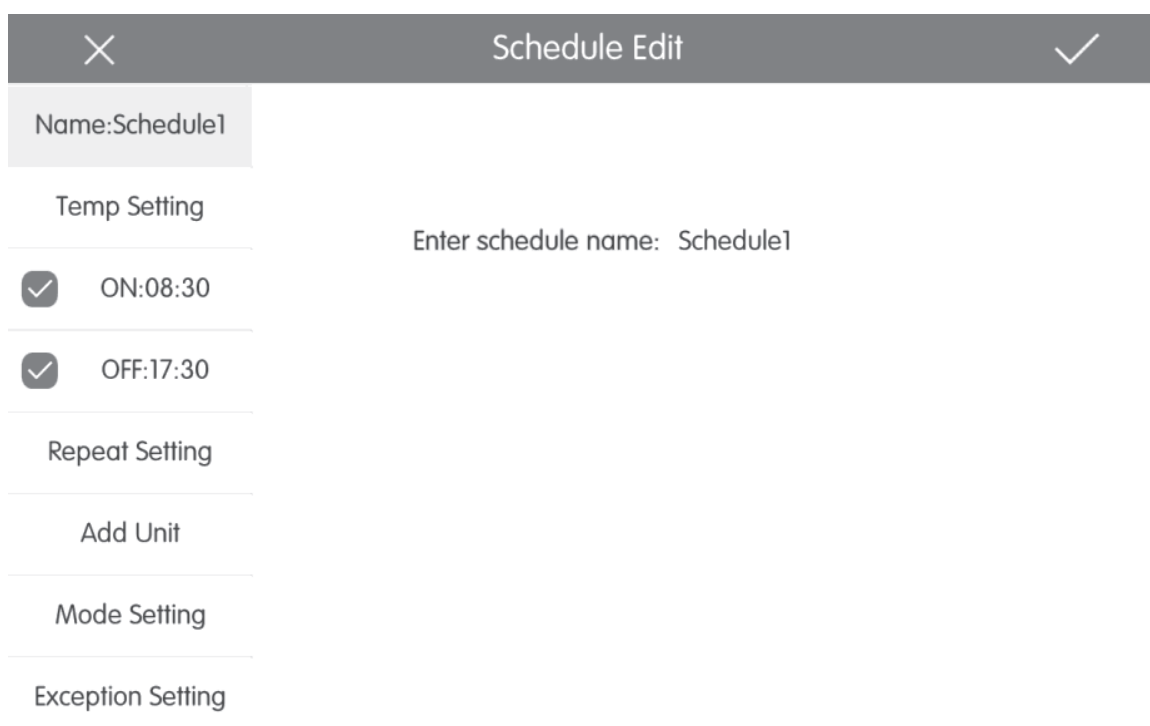 Schedule Edit
Name:Schedule1
Temp Setting
Enter schedule name: Schedule1
ON:08:30
OFF:17:30
Repeat Setting
Add Unit
Mode Setting
Exception Setting